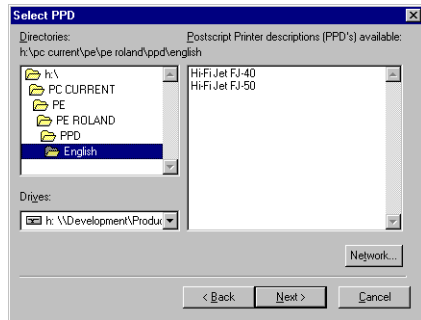 Select PPD
Directories:
h:\pc current\pe\pe roland\ppd\english
h:\
PC CURRENT
PE
PE ROLAND
PPD
English
Drives:
h: \\Development\Produc
Postscript Printer descriptions (PPD's) available:
Hi-Fi Jet FJ-40
Hi-Fi Jet FJ-50
Network...
< Back
Next >
Cancel